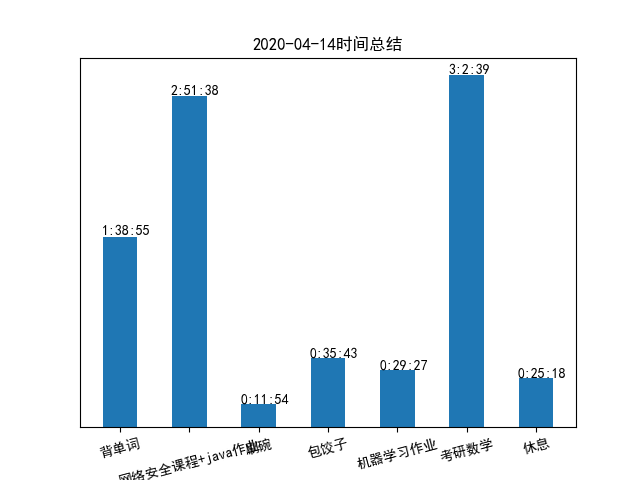 2020-04-14时间总结
1:38:55
2:51:38
0:11:54
0:35:43
0:29:27
3:2:39
0:25:18
背单词
网络安全课程+java作业
包饺子
机器学习作业
考研数学
休息